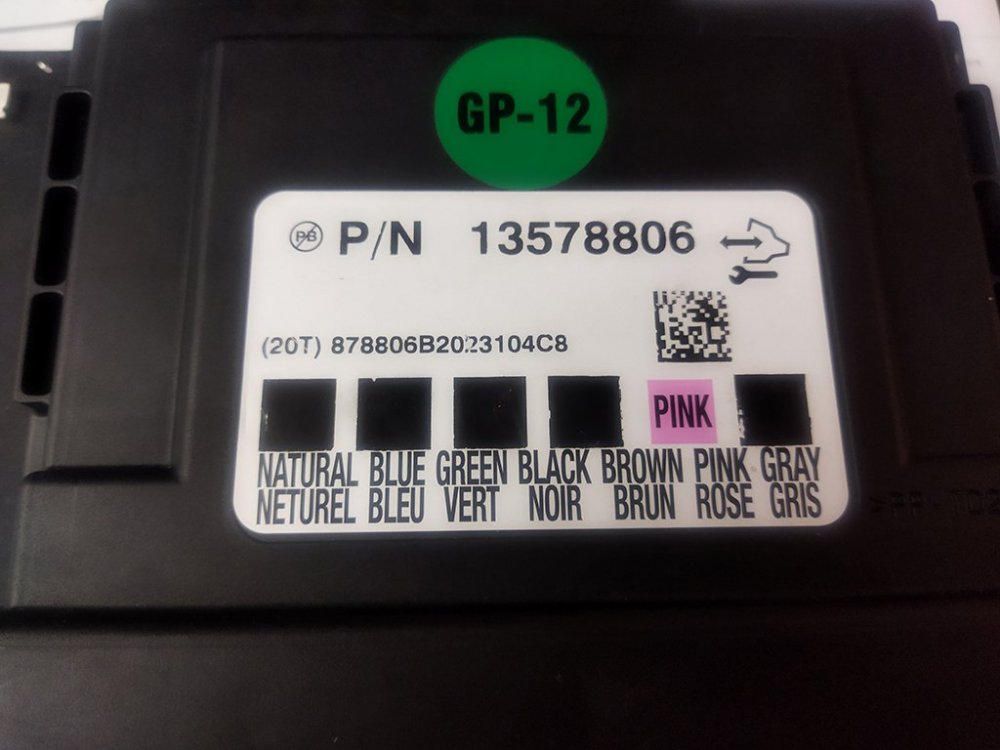 GP-12
PB P/N 13578806
(20T) 878806B2023104C8
PINK
NATURAL BLUE GREEN BLACK BROWN PINK GRAY
NETUREL BLEU VERT NOIR BRUN ROSE GRIS